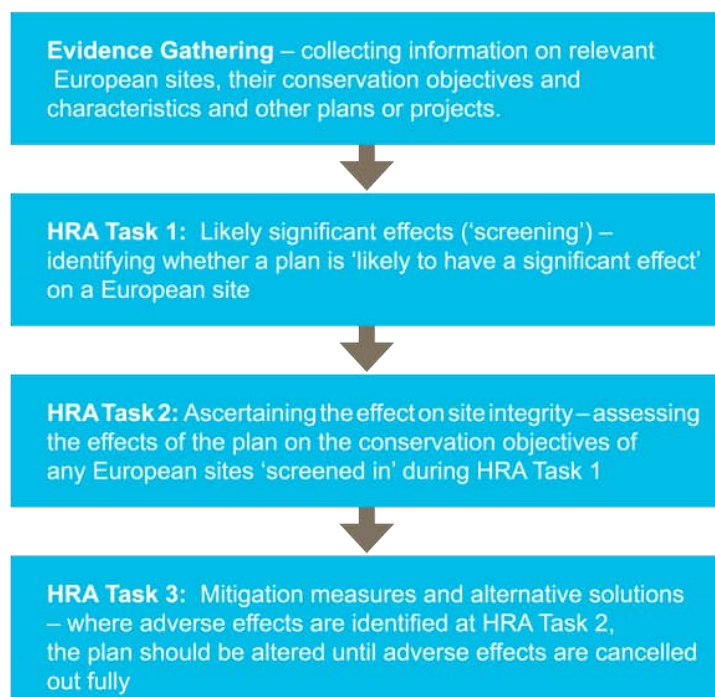 Evidence Gathering – collecting information on relevant
European sites, their conservation objectives and
characteristics and other plans or projects.
HRA Task 1: Likely significant effects (‘screening’) –
identifying whether a plan is ‘likely to have a significant effect’
on a European site
HRA Task 2: Ascertaining the effect on site integrity – assessing
the effects of the plan on the conservation objectives of
any European sites ‘screened in’ during HRA Task 1
HRA Task 3: Mitigation measures and alternative solutions
– where adverse effects are identified at HRA Task 2,
the plan should be altered until adverse effects are cancelled
out fully